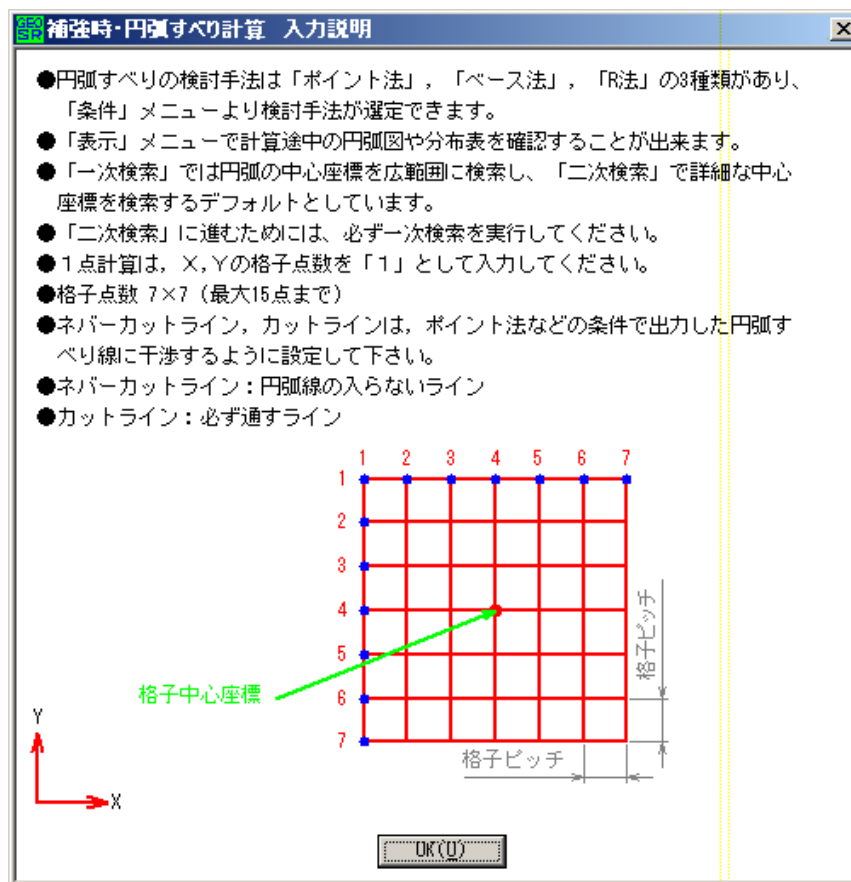 GEO
SR
補強時・円弧すべり計算 入力説明
●円弧すべりの検討手法は「ポイント法」，「ベース法」，「R法」の3種類があり、
「条件」メニューより検討手法が選定できます。
●「表示」メニューで計算途中の円弧図や分布表を確認することが出来ます。
●「一次検索」では円弧の中心座標を広範囲に検索し、「二次検索」で詳細な中心
座標を検索するデフォルトとしています。
●「二次検索」に進むためには、必ず一次検索を実行してください。
●１点計算は，X,Yの格子点数を「１」として入力してください。
●格子点数 7×7（最大15点まで）
●ネバーカットライン，カットラインは，ポイント法などの条件で出力した円弧す
べり線に干渉するように設定して下さい。
●ネバーカットライン：円弧線の入らないライン
●カットライン：必ず通すライン
1 2 3 4 5 6 7
1
2
3
4
5
6
7
格子ピッチ
格子中心座標
格子ピッチ
Y
X
OK(U)